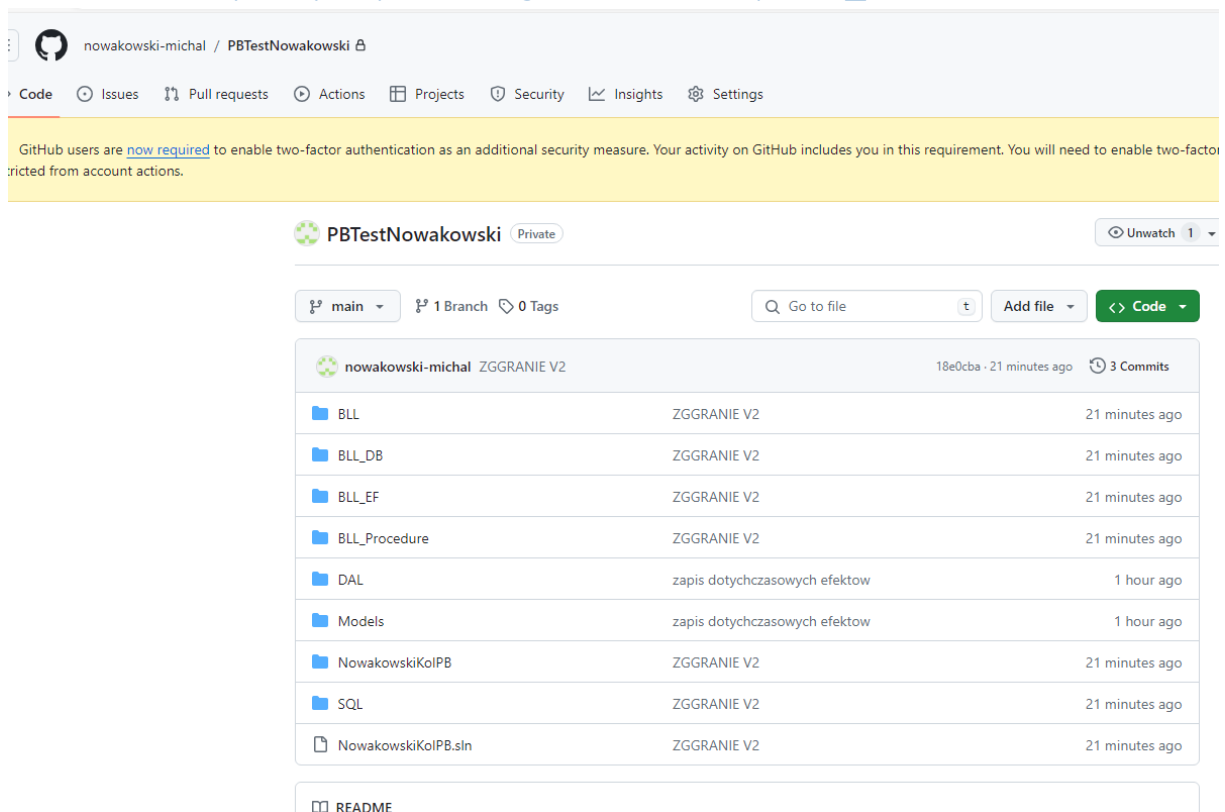 nowakowski-michal / PBTestNowakowski
Code Issues Pull requests Actions Projects Security Insights Settings
GitHub users are now required to enable two-factor authentication as an additional security measure. Your activity on GitHub includes you in this requirement. You will need to enable two-factor
tricted from account actions.
PBTestNowakowski Private Unwatch 1
main 1 Branch 0 Tags Go to file t Add file Code
nowakowski-michal ZGGRANIE V2 18e0cba · 21 minutes ago 3 Commits
BLL ZGGRANIE V2 21 minutes ago
BLL_DB ZGGRANIE V2 21 minutes ago
BLL_EF ZGGRANIE V2 21 minutes ago
BLL_Procedure ZGGRANIE V2 21 minutes ago
DAL zapis dotychczasowych efektow 1 hour ago
Models zapis dotychczasowych efektow 1 hour ago
NowakowskiKolPB ZGGRANIE V2 21 minutes ago
SQL ZGGRANIE V2 21 minutes ago
NowakowskiKolPB.sln ZGGRANIE V2 21 minutes ago
README